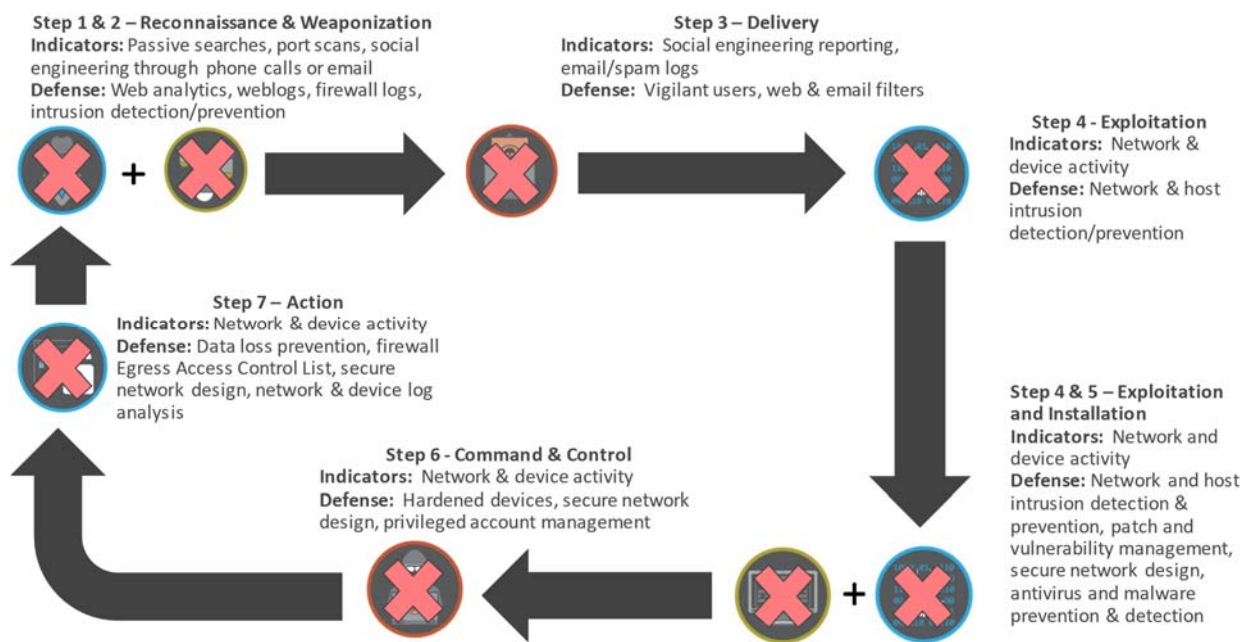 Step 1 & 2 – Reconnaissance & Weaponization
Indicators: Passive searches, port scans, social
engineering through phone calls or email
Defense: Web analytics, weblogs, firewall logs,
intrusion detection/prevention
Step 3 – Delivery
Indicators: Social engineering reporting,
email/spam logs
Defense: Vigilant users, web & email filters
Step 4 - Exploitation
Indicators: Network &
device activity
Defense: Network & host
intrusion
detection/prevention
+
Step 7 – Action
Indicators: Network & device activity
Defense: Data loss prevention, firewall
Egress Access Control List, secure
network design, network & device log
analysis
Step 4 & 5 – Exploitation
and Installation
Indicators: Network and
device activity
Defense: Network and host
intrusion detection &
prevention, patch and
vulnerability management,
secure network design,
antivirus and malware
prevention & detection
Step 6 - Command & Control
Indicators: Network & device activity
Defense: Hardened devices, secure network
design, privileged account management
+